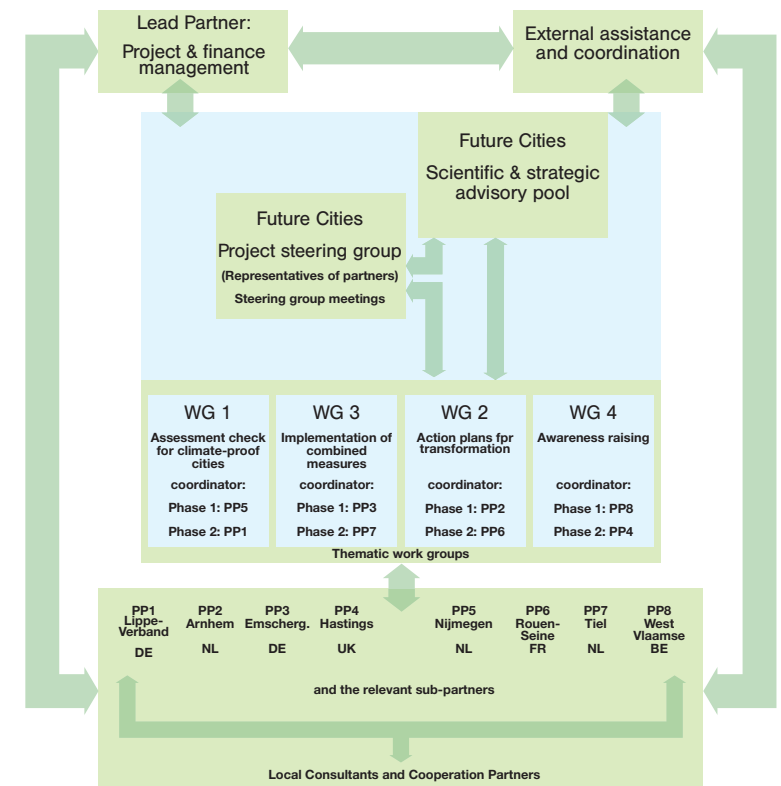 Lead Partner:
Project & finance
management
External assistance
and coordination
Future Cities
Scientific & strategic
advisory pool
Future Cities
Project steering group
(Representatives of partners)
Steering group meetings
WG 1
Assessment check
for climate-proof
cities
coordinator:
Phase 1: PP5
Phase 2: PP1
WG 3
Implementation of
combined
measures
coordinator:
Phase 1: PP3
Phase 2: PP7
WG 2
Action plans fpr
transformation
coordinator:
Phase 1: PP2
Phase 2: PP6
WG 4
Awareness raising
coordinator:
Phase 1: PP8
Phase 2: PP4
Thematic work groups
PP1
Lippe-
Verband
DE
PP2
Arnhem
NL
PP3
Emscherg.
DE
PP4
Hastings
UK
PP5
Nijmegen
NL
PP6
Rouen-
Seine
FR
PP7
Tiel
NL
PP8
West
Vlaamse
BE
and the relevant sub-partners
Local Consultants and Cooperation Partners